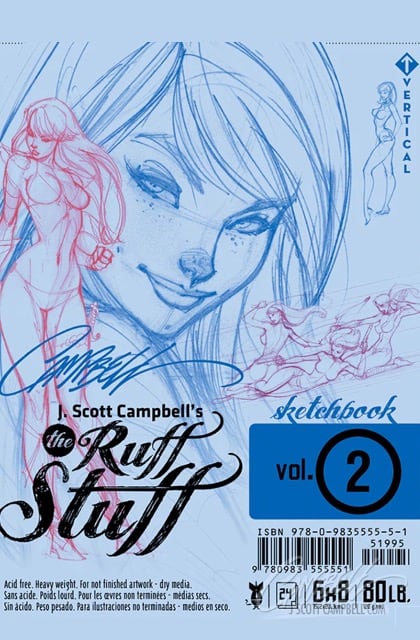 VERTICAL
CAMPBELL
J. Scott Campbell's
sketchbook
the Ruff
Stuff
vol. 2
ISBN 978-0-9835555-5-1
51995
9 780983 555551
Acid free. Heavy weight. For not finished artwork - dry media.
Sans acide. Poids lourd. Pour les œvres non terminées - médias secs.
Sin ácido. Peso pesado. Para ilustraciones no terminadas - medios en seco.
24
6x8
80LB.
J SCOTT CAMPBELL.COM